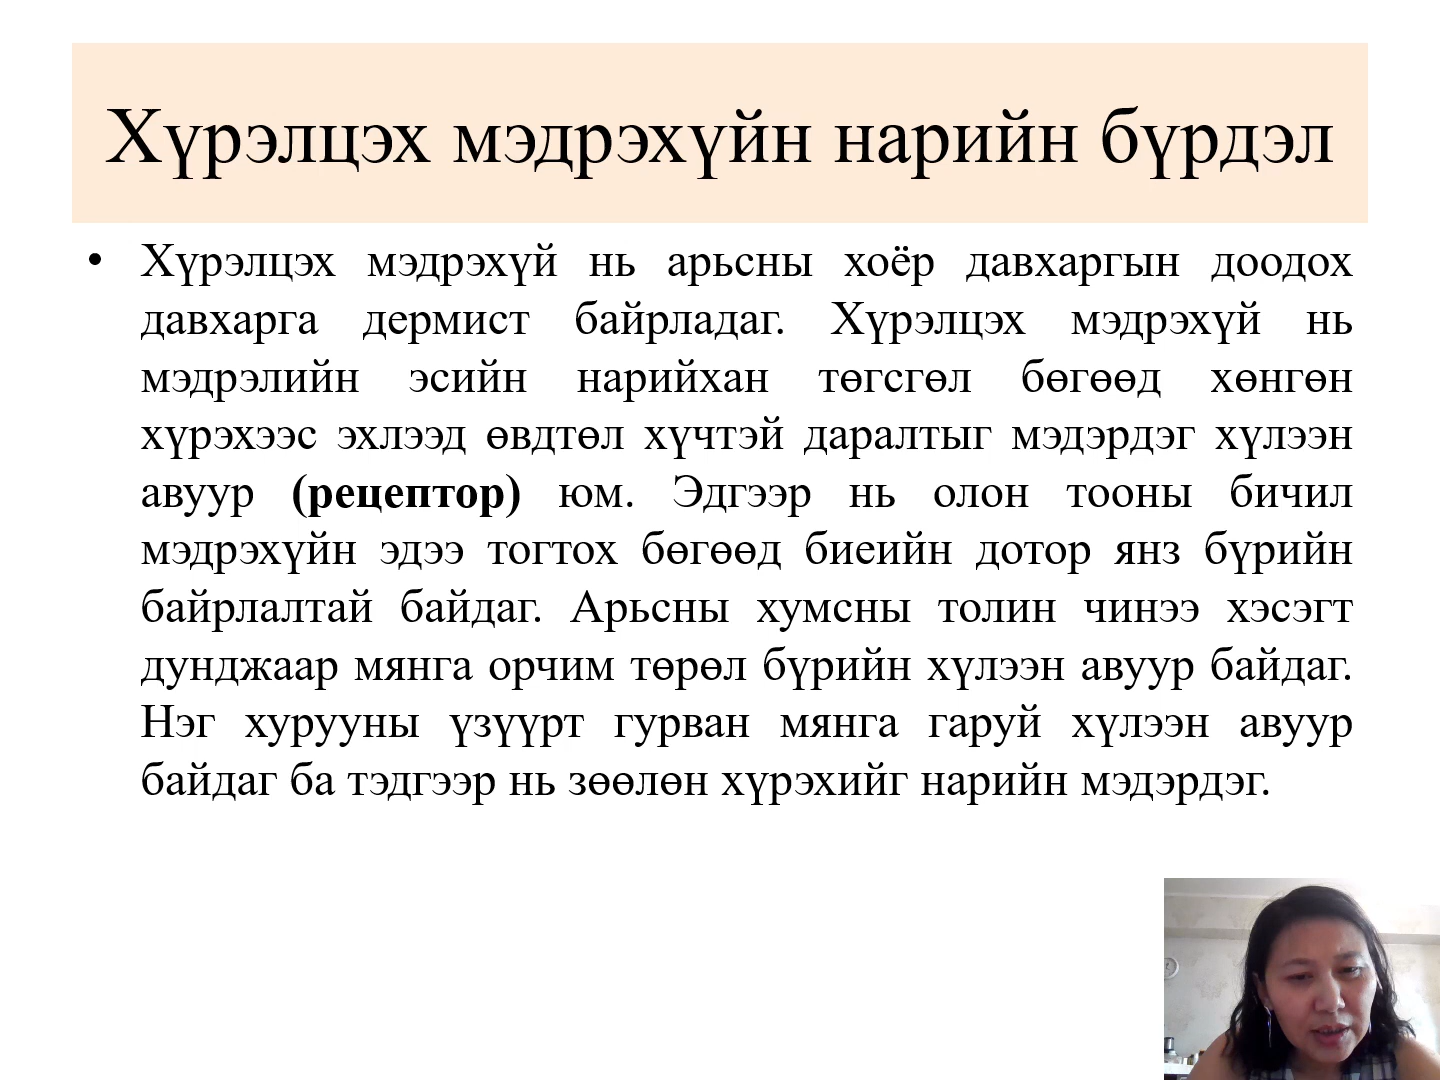 Хүрэлцэх мэдрэхүйн нарийн бүрдэл
• Хүрэлцэх мэдрэхүй нь арьсны хоёр давхаргын доодох
давхарга дермист байрладаг. Хүрэлцэх мэдрэхүй нь
мэдрэлийн эсийн нарийхан төгсгөл бөгөөд хөнгөн
хүрэхээс эхлээд өвдтөл хүчтэй даралтыг мэдэрдэг хүлээн
авуур (рецептор) юм. Эдгээр нь олон тооны бичил
мэдрэхүйн эдээ тогтох бөгөөд биеийн дотор янз бүрийн
байрлалтай байдаг. Арьсны хумсны толин чинээ хэсэгт
дунджаар мянга орчим төрөл бүрийн хүлээн авуур байдаг.
Нэг хурууны үзүүрт гурван мянга гаруй хүлээн авуур
байдаг ба тэдгээр нь зөөлөн хүрэхийг нарийн мэдэрдэг.